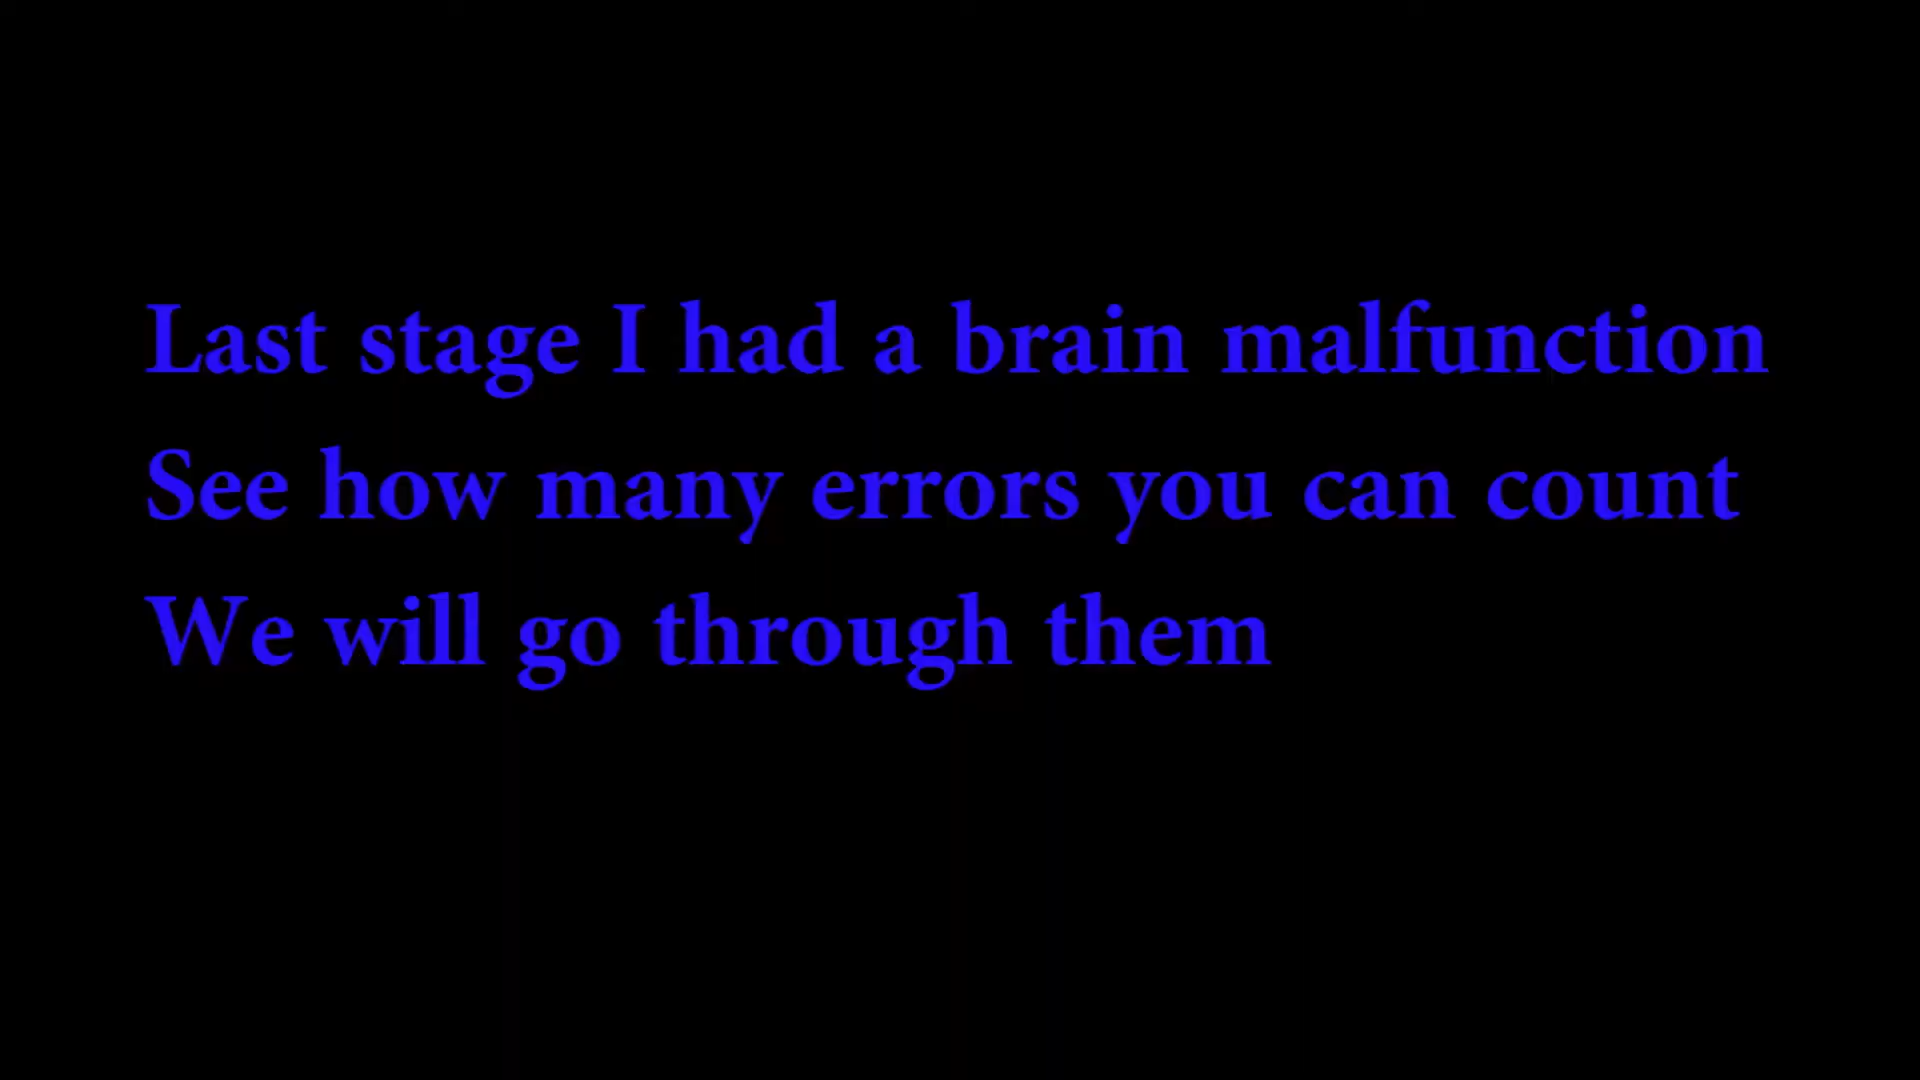 Last stage I had a brain malfunction
See how many errors you can count
We will go through them